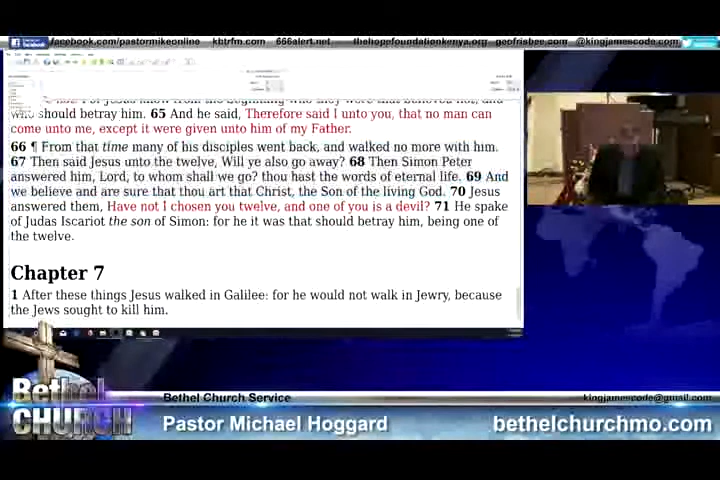 facebook.com/pastormikeonline kbtrfm.com 666alert.net thehopefoundationkenya.org geofrisbee.com @kingjamescode.com
who should betray him. 65 And he said, Therefore said I unto you, that no man can
come unto me, except it were given unto him of my Father.
66 ¶ From that time many of his disciples went back, and walked no more with him.
67 Then said Jesus unto the twelve, Will ye also go away? 68 Then Simon Peter
answered him, Lord, to whom shall we go? thou hast the words of eternal life. 69 And
we believe and are sure that thou art that Christ, the Son of the living God. 70 Jesus
answered them, Have not I chosen you twelve, and one of you is a devil? 71 He spake
of Judas Iscariot the son of Simon: for he it was that should betray him, being one of
the twelve.
Chapter 7
1 After these things Jesus walked in Galilee: for he would not walk in Jewry, because
the Jews sought to kill him.
Bethel
CHURCH
Bethel Church Service kingjamescode@gmail.com
Pastor Michael Hoggard bethelchurchmo.com